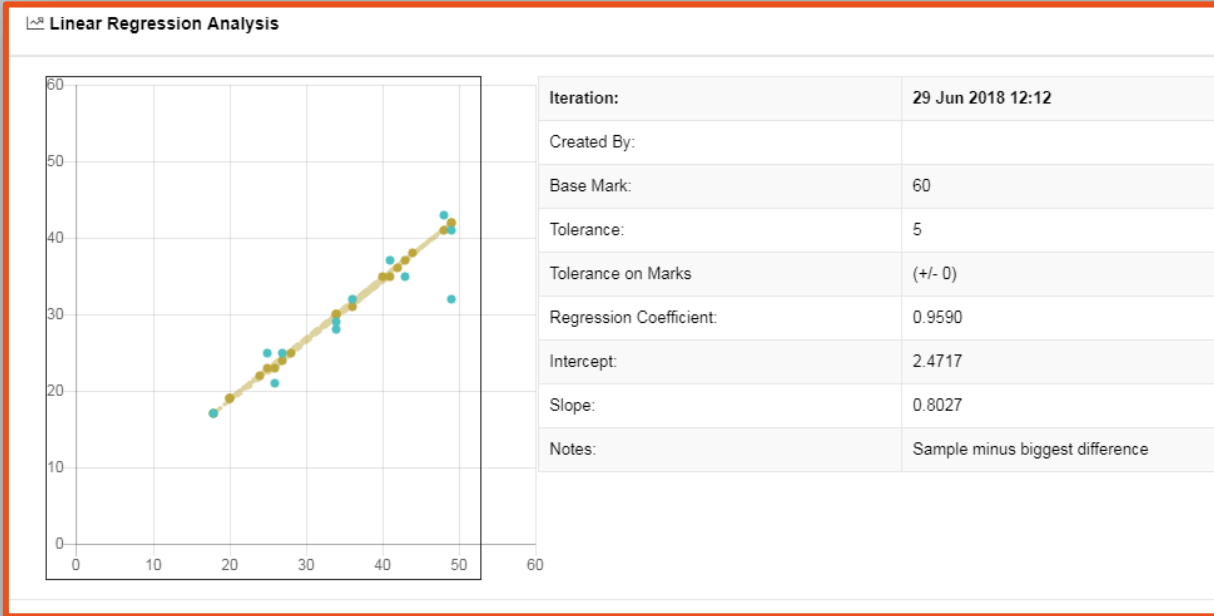 Linear Regression Analysis
60
50
40
30
20
10
0
0 10 20 30 40 50 60
Iteration: 29 Jun 2018 12:12
Created By:
Base Mark: 60
Tolerance: 5
Tolerance on Marks (+/- 0)
Regression Coefficient: 0.9590
Intercept: 2.4717
Slope: 0.8027
Notes: Sample minus biggest difference